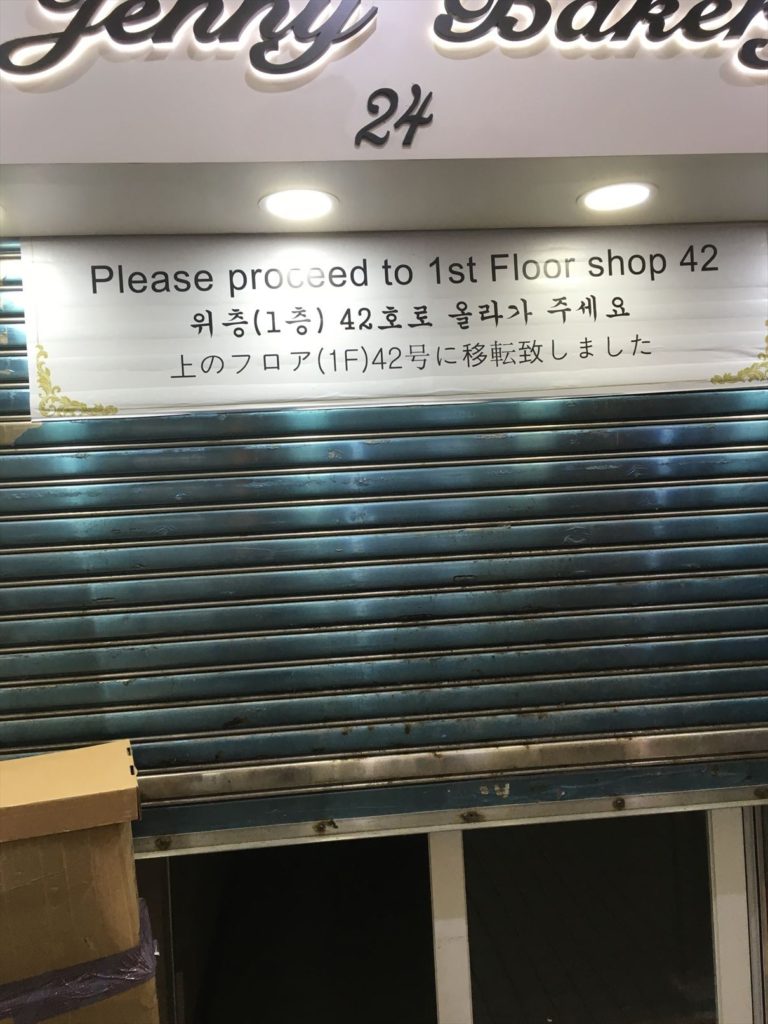 Jenny Bakery
24
Please proceed to 1st Floor shop 42
위층(1층) 42호로 올라가 주세요
上のフロア(1F)42号に移転致しました